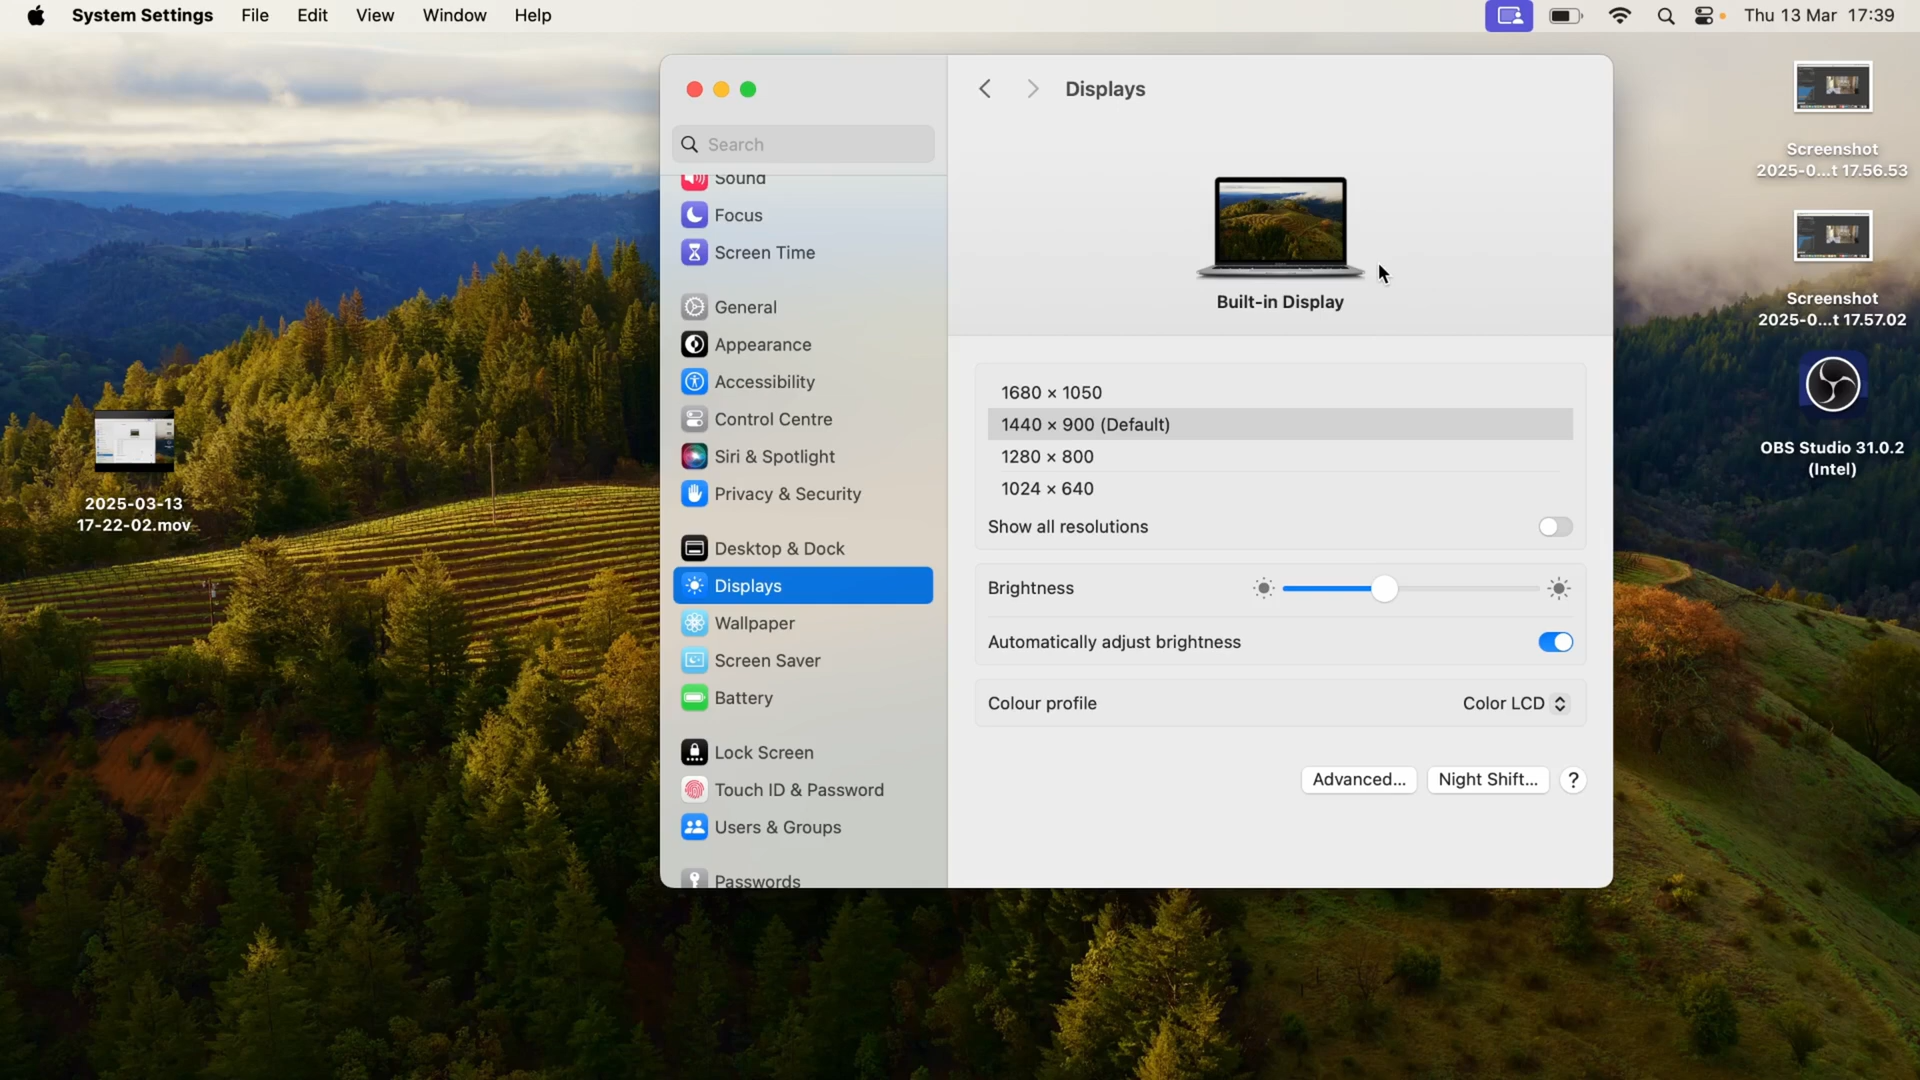 System Settings File Edit View Window Help
Thu 13 Mar 17:39
Search
Sound
Focus
Screen Time
General
Appearance
Accessibility
Control Centre
Siri & Spotlight
Privacy & Security
Desktop & Dock
Displays
Wallpaper
Screen Saver
Battery
Lock Screen
Touch ID & Password
Users & Groups
Passwords
Displays
Built-in Display
1680 × 1050
1440 × 900 (Default)
1280 × 800
1024 × 640
Show all resolutions
Brightness
Automatically adjust brightness
Colour profile Color LCD
Advanced... Night Shift... ?
2025-03-13
17-22-02.mov
Screenshot
2025-0...t 17.56.53
Screenshot
2025-0...t 17.57.02
OBS Studio 31.0.2
(Intel)